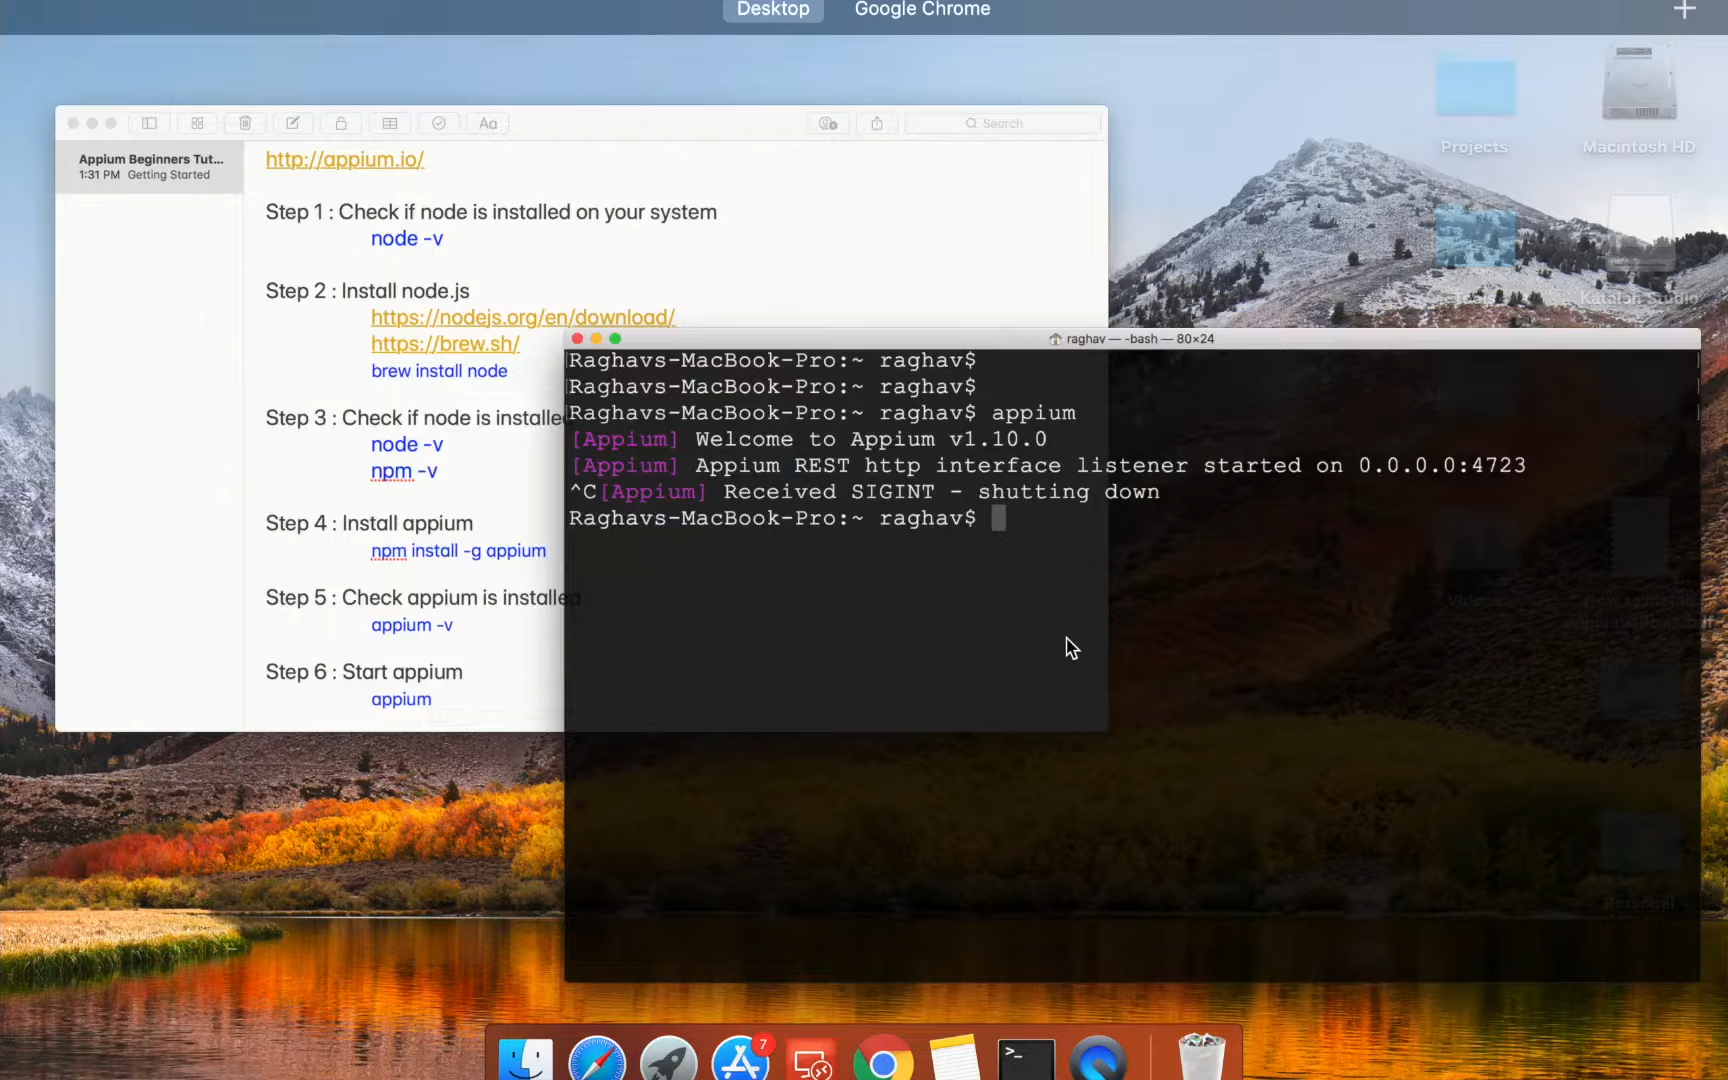 Desktop
Google Chrome
Projects
Macintosh HD
Aa
Search
Appium Beginners Tut...
1:31 PM Getting Started
http://appium.io/
Step 1 : Check if node is installed on your system
node -v
Step 2 : Install node.js
https://nodejs.org/en/download/
https://brew.sh/
brew install node
Step 3 : Check if node is installed
node -v
npm -v
Step 4 : Install appium
npm install -g appium
Step 5 : Check appium is installed
appium -v
Step 6 : Start appium
appium
Katalon Studio
raghav — -bash — 80×24
Raghavs-MacBook-Pro:~ raghav$
Raghavs-MacBook-Pro:~ raghav$
Raghavs-MacBook-Pro:~ raghav$ appium
[Appium] Welcome to Appium v1.10.0
[Appium] Appium REST http interface listener started on 0.0.0.0:4723
^C[Appium] Received SIGINT - shutting down
Raghavs-MacBook-Pro:~ raghav$
Personal
7
>_